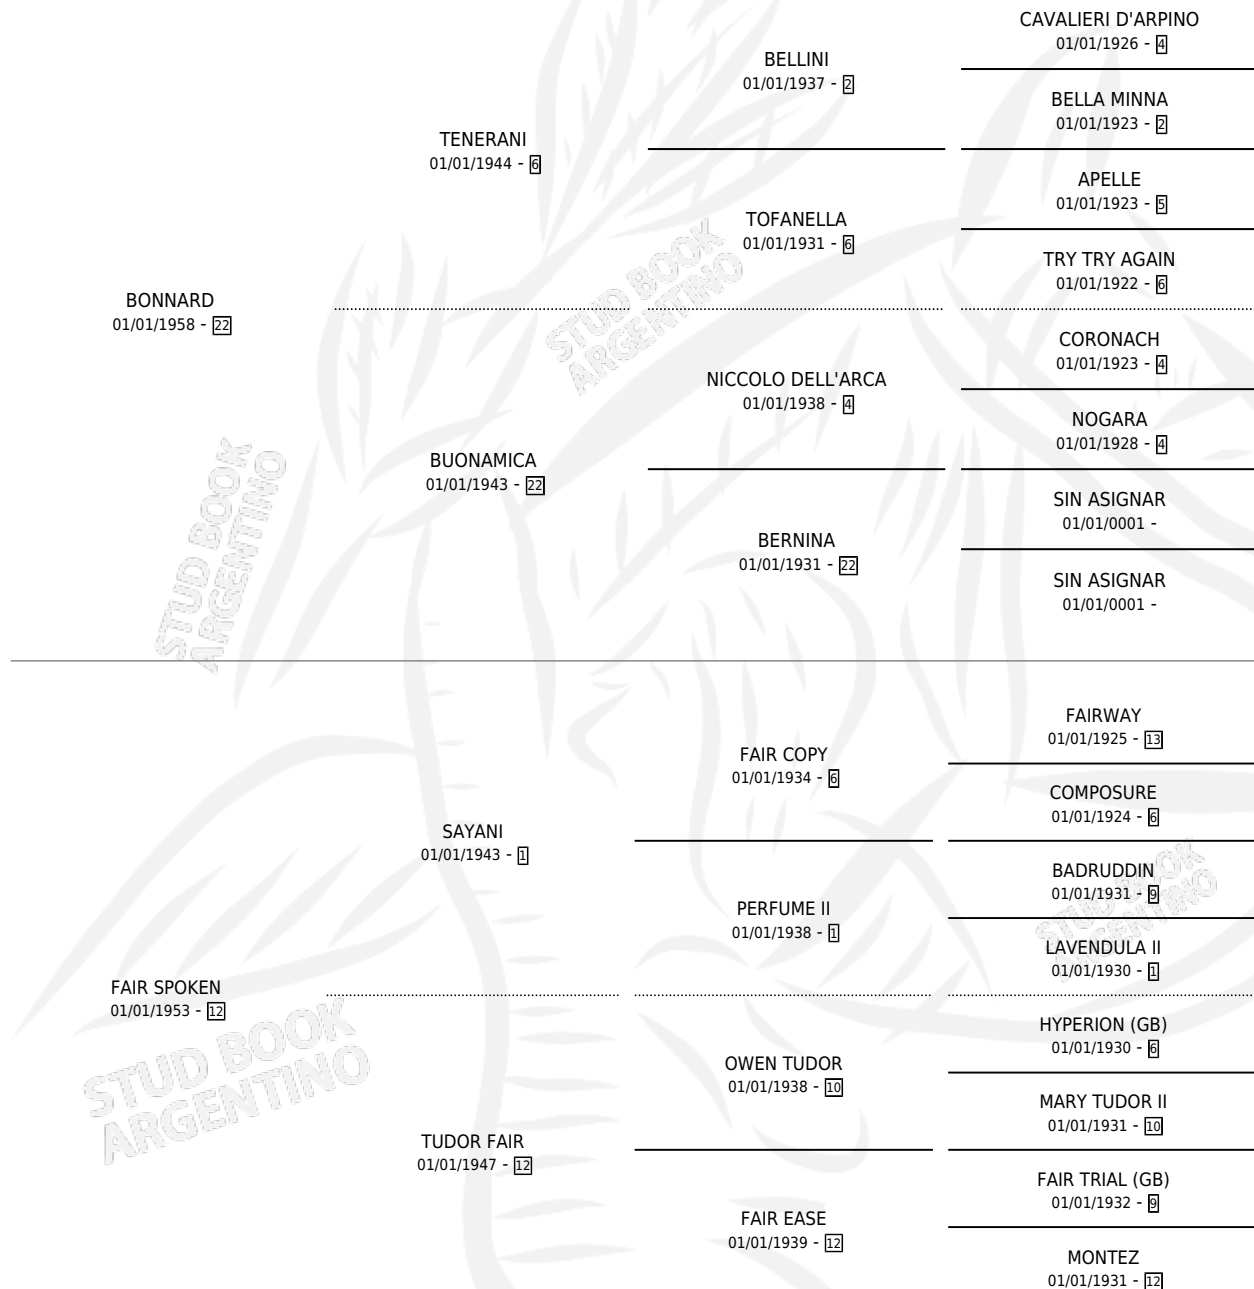 CAVALIERI D'ARPINO
01/01/1926 - 4
BELLINI
01/01/1937 - 2
BELLA MINNA
01/01/1923 - 2
TENERANI
01/01/1944 - 6
APELLE
01/01/1923 - 5
TOFANELLA
01/01/1931 - 6
TRY TRY AGAIN
01/01/1922 - 6
BONNARD
01/01/1958 - 22
CORONACH
01/01/1923 - 4
NICCOLO DELL'ARCA
01/01/1938 - 4
NOGARA
01/01/1928 - 4
BUONAMICA
01/01/1943 - 22
SIN ASIGNAR
01/01/0001 -
BERNINA
01/01/1931 - 22
SIN ASIGNAR
01/01/0001 -
FAIRWAY
01/01/1925 - 13
FAIR COPY
01/01/1934 - 6
COMPOSURE
01/01/1924 - 6
SAYANI
01/01/1943 - 1
BADRUDDIN
01/01/1931 - 9
PERFUME II
01/01/1938 - 1
LAVENDULA II
01/01/1930 - 1
FAIR SPOKEN
01/01/1953 - 12
HYPERION (GB)
01/01/1930 - 6
OWEN TUDOR
01/01/1938 - 10
MARY TUDOR II
01/01/1931 - 10
TUDOR FAIR
01/01/1947 - 12
FAIR TRIAL (GB)
01/01/1932 - 9
FAIR EASE
01/01/1939 - 12
MONTEZ
01/01/1931 - 12
STUD BOOK
ARGENTINO
STUD BOOK
ARGENTINO
STUD BOOK
ARGENTINO
STUD BOOK
ARGENTINO